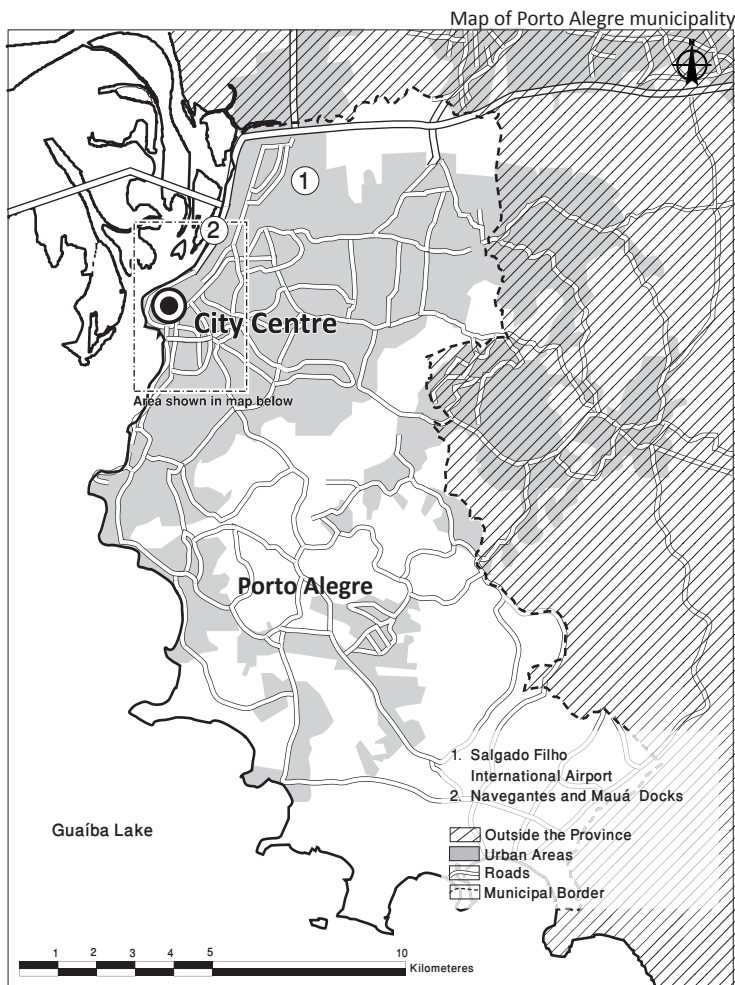 Map of Porto Alegre municipality
N
1
2
City Centre
Area shown in map below
Porto Alegre
1. Salgado Filho
International Airport
2. Navegantes and Mauá Docks
Guaíba Lake
Outside the Province
Urban Areas
Roads
Municipal Border
1 2 3 4 5 10
Kilometeres